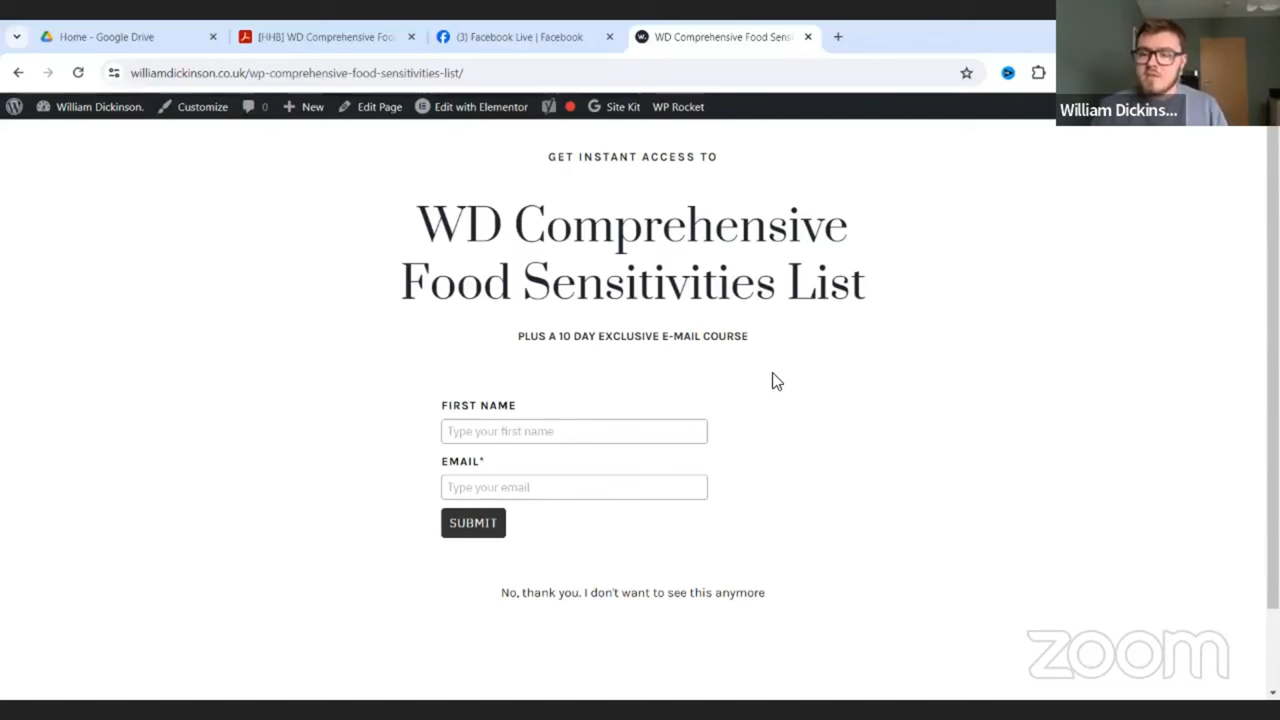 Home - Google Drive
[HHB] WD Comprehensive Foo
(3) Facebook Live | Facebook
WD Comprehensive Food Sensi
williamdickinson.co.uk/wp-comprehensive-food-sensitivities-list/
William Dickinson.
Customize
0
New
Edit Page
Edit with Elementor
Site Kit
WP Rocket
William Dickins...
GET INSTANT ACCESS TO
WD Comprehensive
Food Sensitivities List
PLUS A 10 DAY EXCLUSIVE E-MAIL COURSE
FIRST NAME
Type your first name
EMAIL*
Type your email
SUBMIT
No, thank you. I don't want to see this anymore
zoom